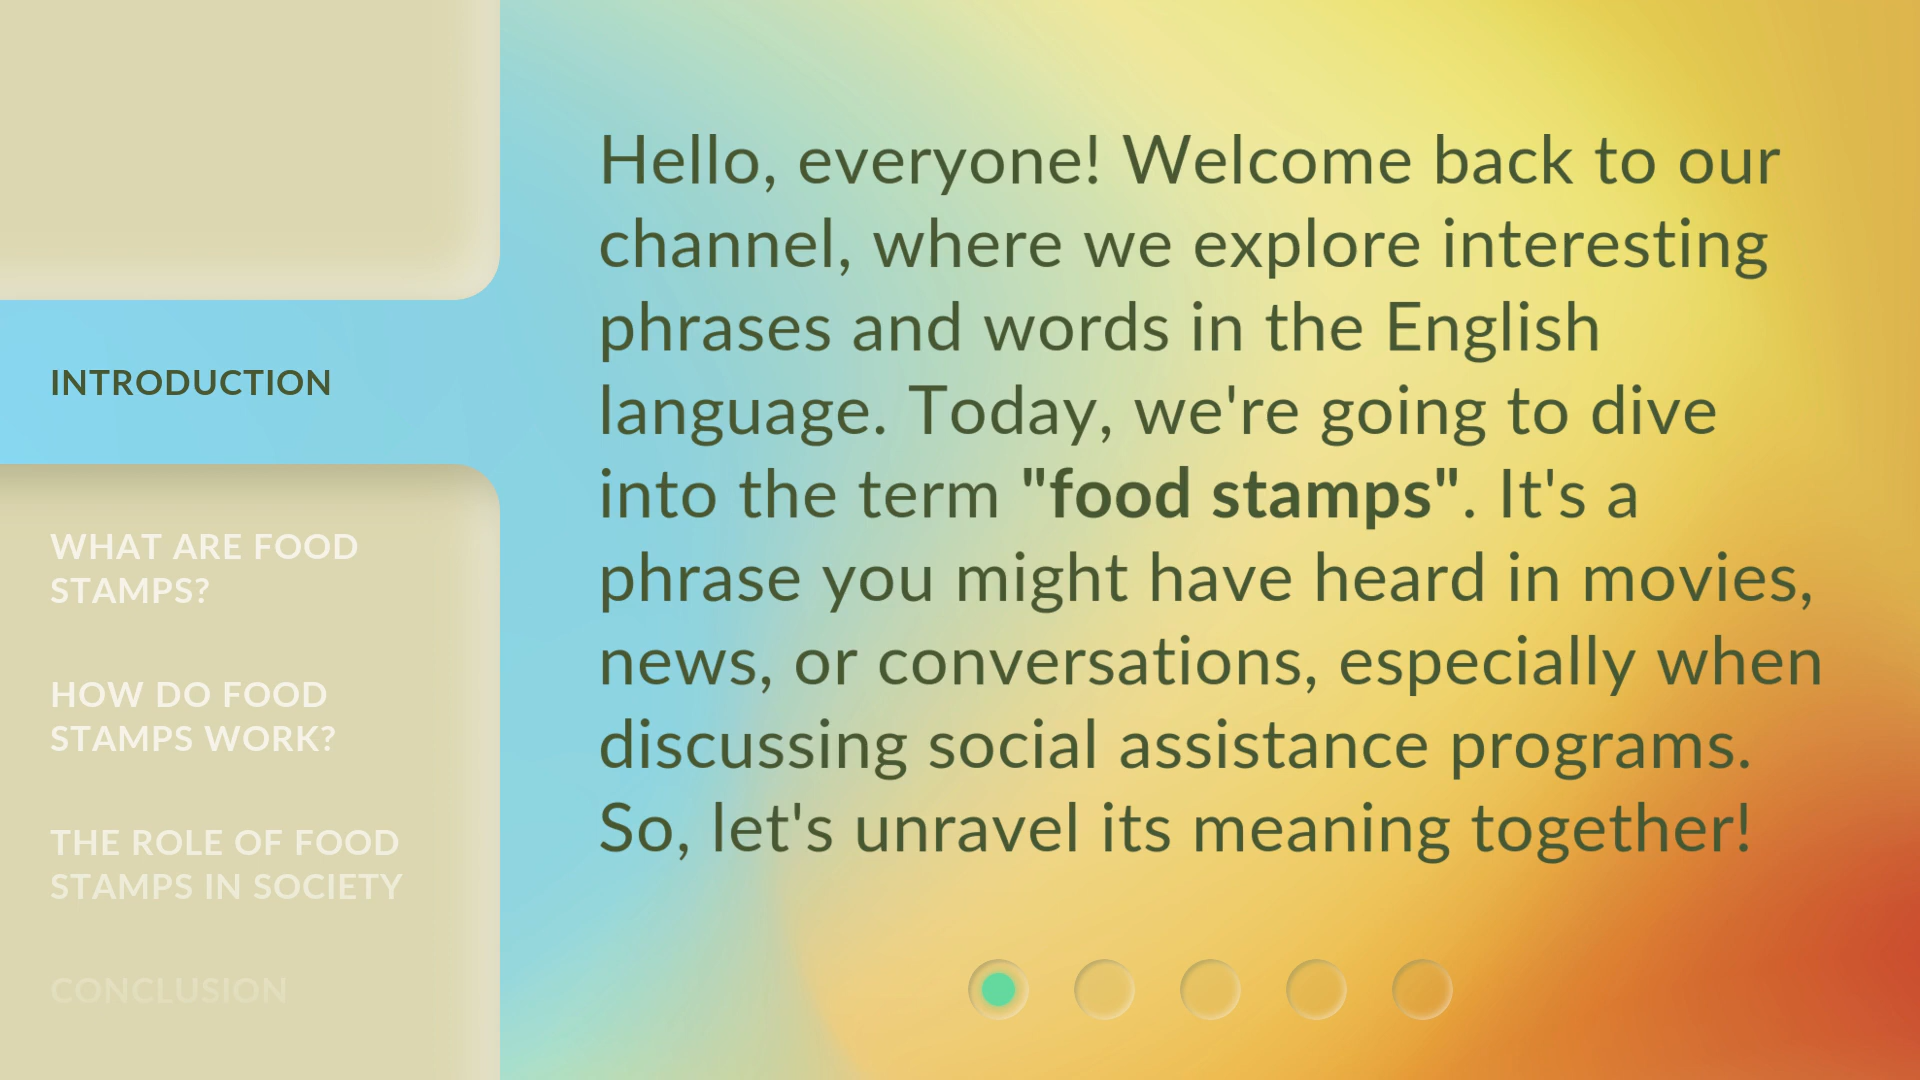 INTRODUCTION
WHAT ARE FOOD
STAMPS?
HOW DO FOOD
STAMPS WORK?
THE ROLE OF FOOD
STAMPS IN SOCIETY
CONCLUSION
Hello, everyone! Welcome back to our
channel, where we explore interesting
phrases and words in the English
language. Today, we're going to dive
into the term "food stamps". It's a
phrase you might have heard in movies,
news, or conversations, especially when
discussing social assistance programs.
So, let's unravel its meaning together!